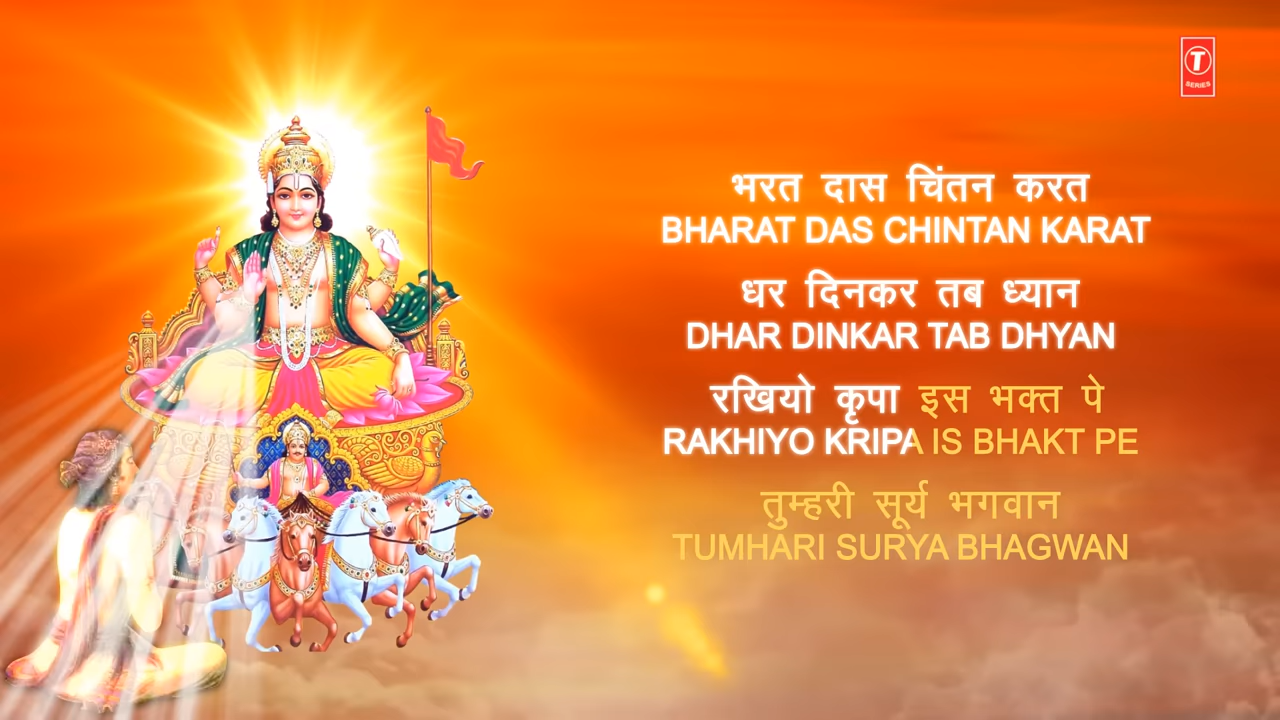 T
SERIES
भरत दास चिंतन करत
BHARAT DAS CHINTAN KARAT
धर दिनकर तब ध्यान
DHAR DINKAR TAB DHYAN
रखियो कृपा इस भक्त पे
RAKHIYO KRIPA IS BHAKT PE
तुम्हरी सूर्य भगवान
TUMHARI SURYA BHAGWAN